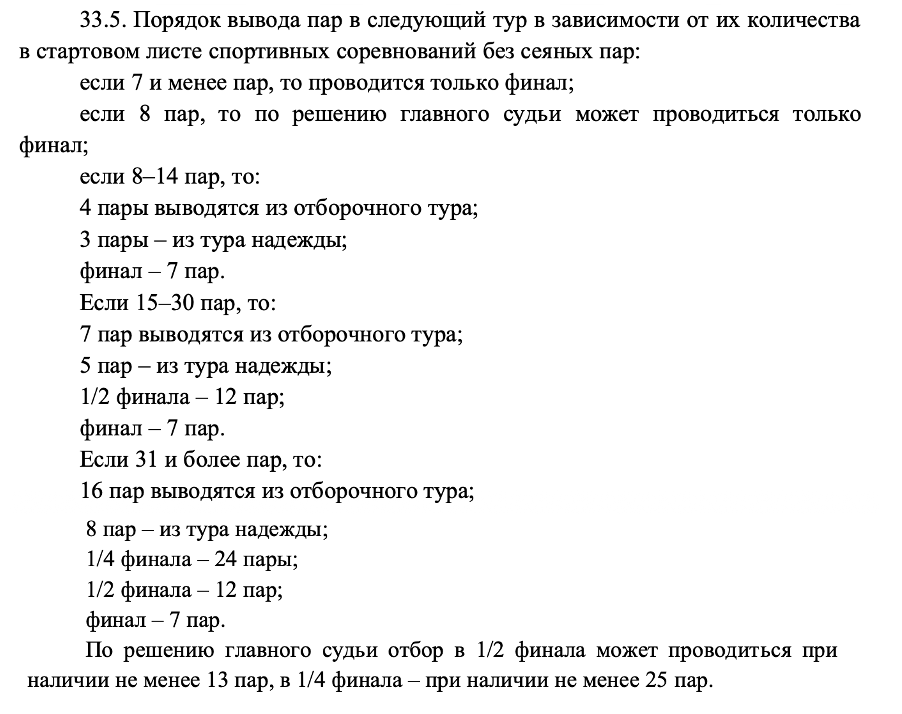 33.5. Порядок вывода пар в следующий тур в зависимости от их количества
в стартовом листе спортивных соревнований без сеяных пар:
если 7 и менее пар, то проводится только финал;
если 8 пар, то по решению главного судьи может проводиться только
финал;
если 8–14 пар, то:
4 пары выводятся из отборочного тура;
3 пары – из тура надежды;
финал – 7 пар.
Если 15–30 пар, то:
7 пар выводятся из отборочного тура;
5 пар – из тура надежды;
1/2 финала – 12 пар;
финал – 7 пар.
Если 31 и более пар, то:
16 пар выводятся из отборочного тура;
8 пар – из тура надежды;
1/4 финала – 24 пары;
1/2 финала – 12 пар;
финал – 7 пар.
По решению главного судьи отбор в 1/2 финала может проводиться при
наличии не менее 13 пар, в 1/4 финала – при наличии не менее 25 пар.